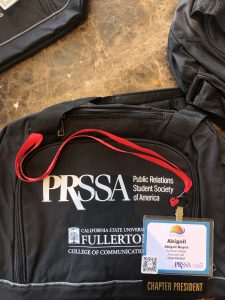 PRSSA
Public Relations
Student Society
of America
CALIFORNIA STATE UNIVERSITY
FULLERTON
COLLEGE OF COMMUNICATIONS
Abigail
PRSSA
CHAPTER PRESIDENT